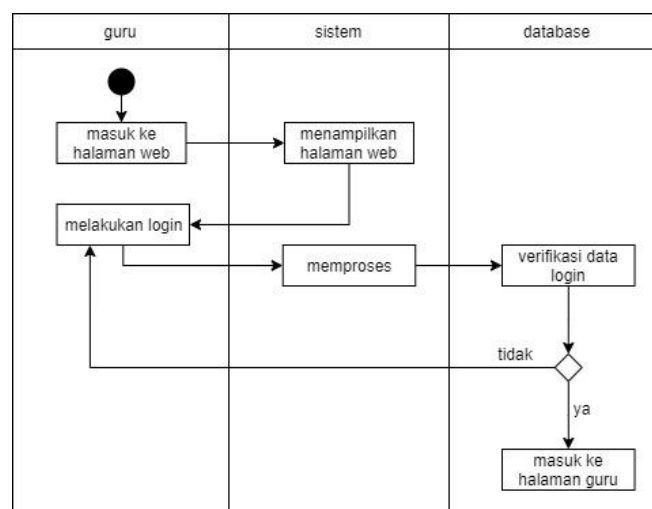 guru
sistem
database
masuk ke
halaman web
menampilkan
halaman web
melakukan login
memproses
verifikasi data
login
tidak
ya
masuk ke
halaman guru